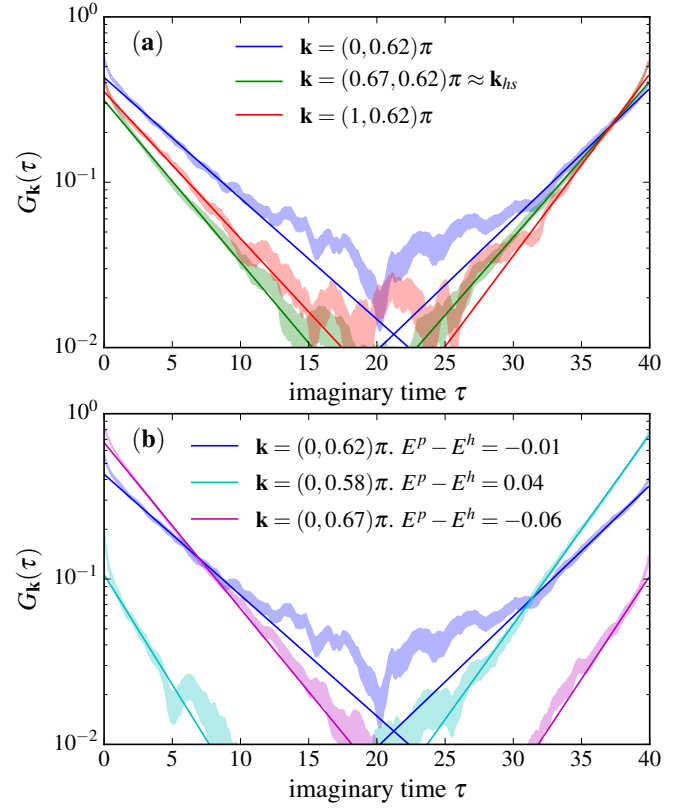 (a)
k = (0,0.62)π
k = (0.67,0.62)π ≈ k_hs
k = (1,0.62)π
G_k(τ)
10^0
10^-1
10^-2
0 5 10 15 20 25 30 35 40
imaginary time τ
(b)
k = (0,0.62)π. E^p − E^h = −0.01
k = (0,0.58)π. E^p − E^h = 0.04
k = (0,0.67)π. E^p − E^h = −0.06
G_k(τ)
10^0
10^-1
10^-2
0 5 10 15 20 25 30 35 40
imaginary time τ